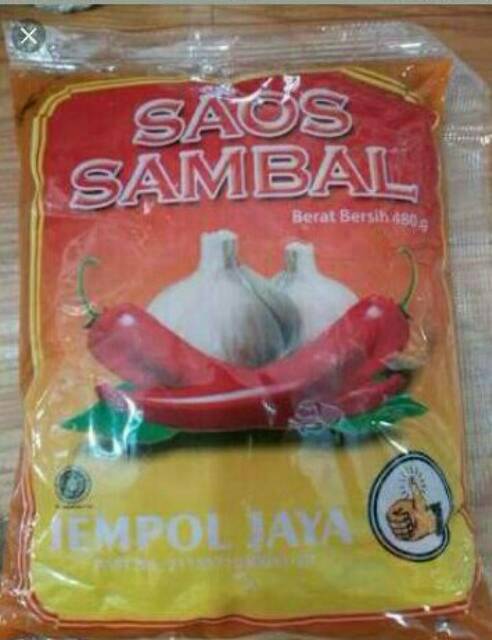 SAOS
SAMBAL
Berat Bersih 480 g
JEMPOL JAYA